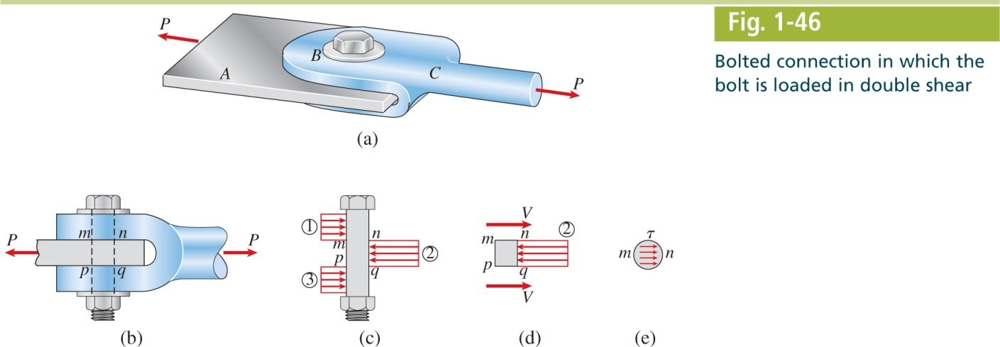 Fig. 1-46
Bolted connection in which the
bolt is loaded in double shear
P
B
A
C
P
(a)
P
m n
p q
P
(b)
①
m n
p ②
q
③
(c)
V
m n ②
p q
V
(d)
τ
m n
(e)